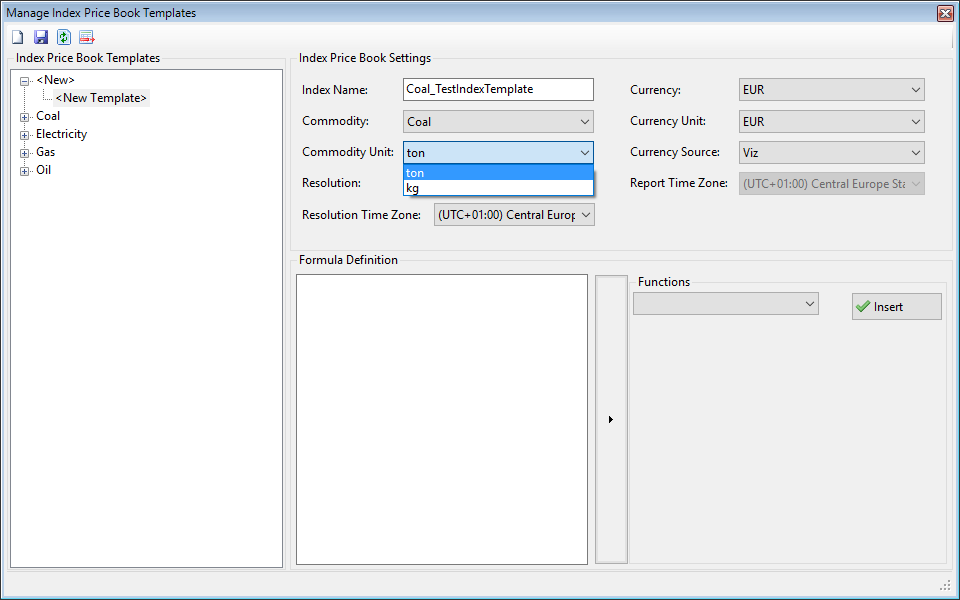 Manage Index Price Book Templates
Index Price Book Templates
<New>
<New Template>
Coal
Electricity
Gas
Oil
Index Price Book Settings
Index Name: Coal_TestIndexTemplate
Commodity: Coal
Commodity Unit: ton
ton
kg
Resolution:
Resolution Time Zone: (UTC+01:00) Central Europ
Currency: EUR
Currency Unit: EUR
Currency Source: Viz
Report Time Zone: (UTC+01:00) Central Europe Sta
Formula Definition
Functions
Insert